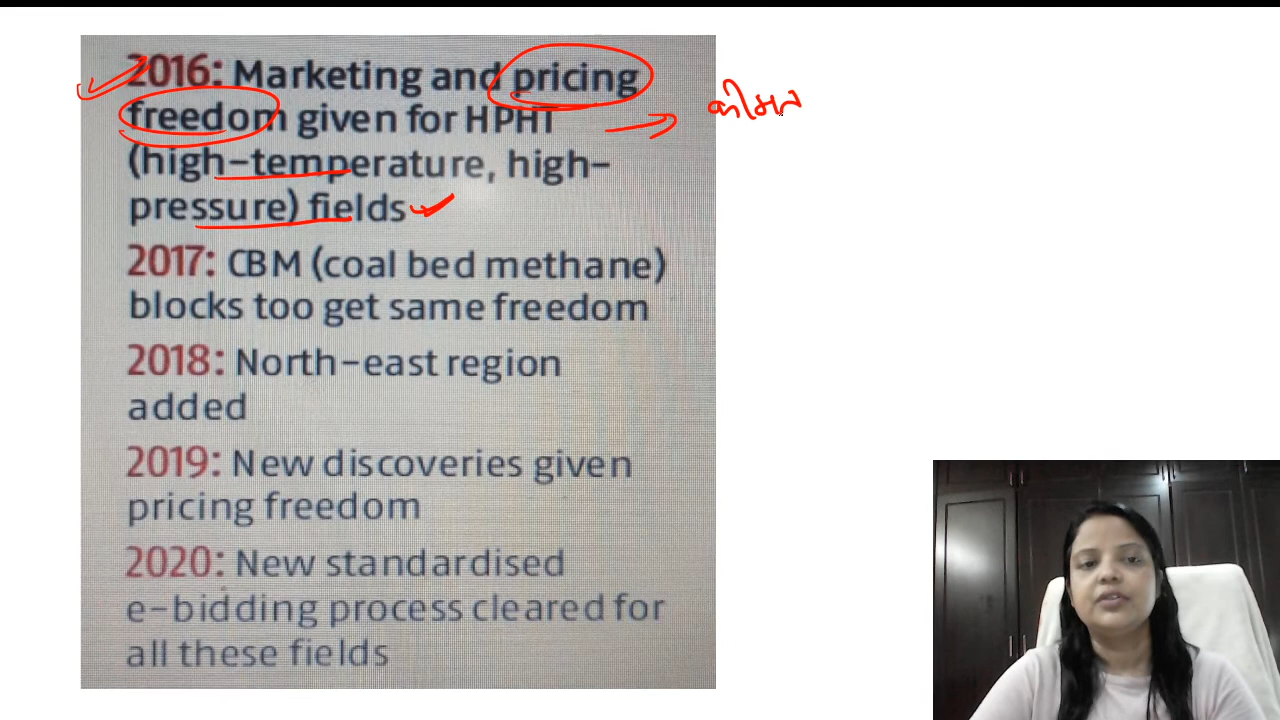 2016: Marketing and pricing
freedom given for HPHT
(high-temperature, high-
pressure) fields
2017: CBM (coal bed methane)
blocks too get same freedom
2018: North-east region
added
2019: New discoveries given
pricing freedom
2020: New standardised
e-bidding process cleared for
all these fields
कीमत